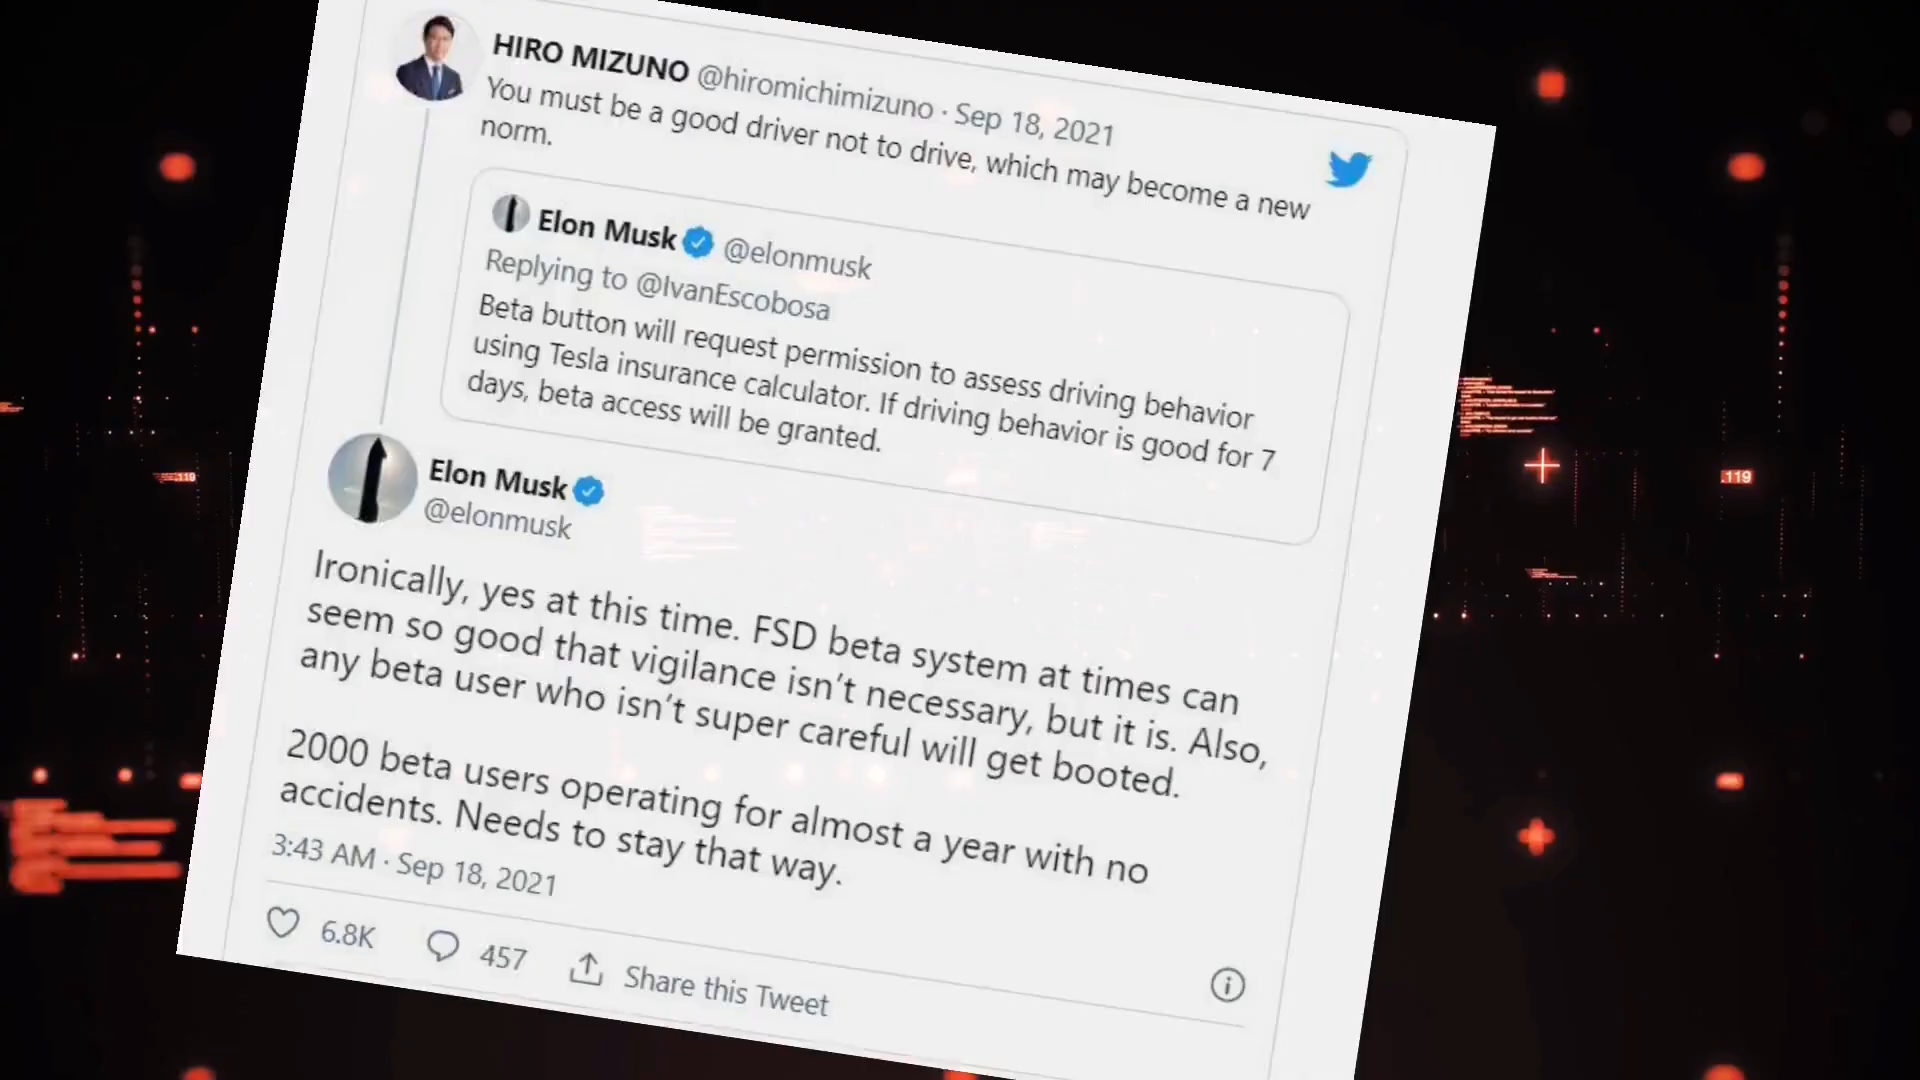 HIRO MIZUNO @hiromichimizuno · Sep 18, 2021
You must be a good driver not to drive, which may become a new
norm.
Elon Musk @elonmusk
Replying to @IvanEscobosa
Beta button will request permission to assess driving behavior
using Tesla insurance calculator. If driving behavior is good for 7
days, beta access will be granted.
Elon Musk
@elonmusk
Ironically, yes at this time. FSD beta system at times can
seem so good that vigilance isn't necessary, but it is. Also,
any beta user who isn't super careful will get booted.
2000 beta users operating for almost a year with no
accidents. Needs to stay that way.
3:43 AM · Sep 18, 2021
6.8K 457 Share this Tweet
.119
.119